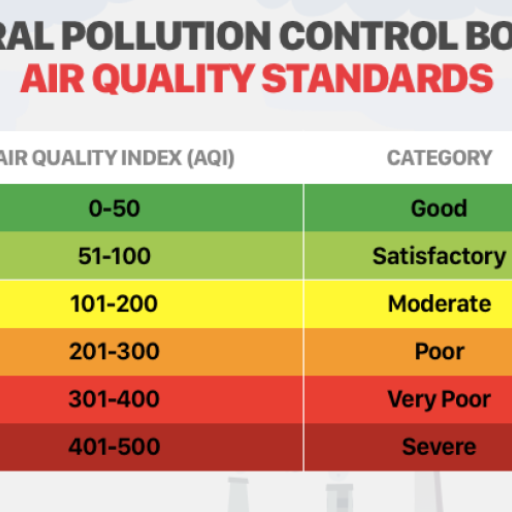 RAL POLLUTION CONTROL BO
AIR QUALITY STANDARDS
AIR QUALITY INDEX (AQI) CATEGORY
0-50 Good
51-100 Satisfactory
101-200 Moderate
201-300 Poor
301-400 Very Poor
401-500 Severe